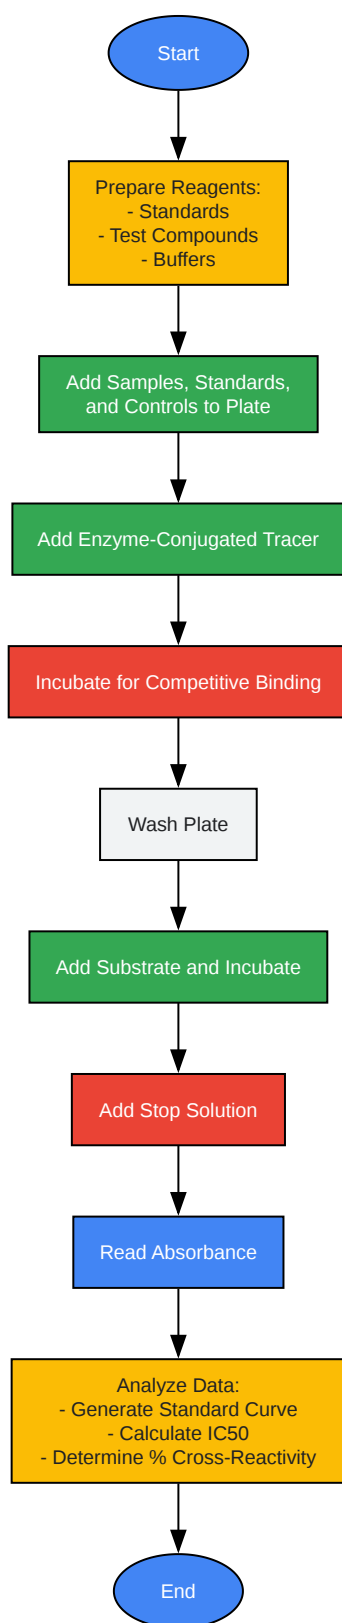 Start
Prepare Reagents:
- Standards
- Test Compounds
- Buffers
Add Samples, Standards,
and Controls to Plate
Add Enzyme-Conjugated Tracer
Incubate for Competitive Binding
Wash Plate
Add Substrate and Incubate
Add Stop Solution
Read Absorbance
Analyze Data:
- Generate Standard Curve
- Calculate IC50
- Determine % Cross-Reactivity
End